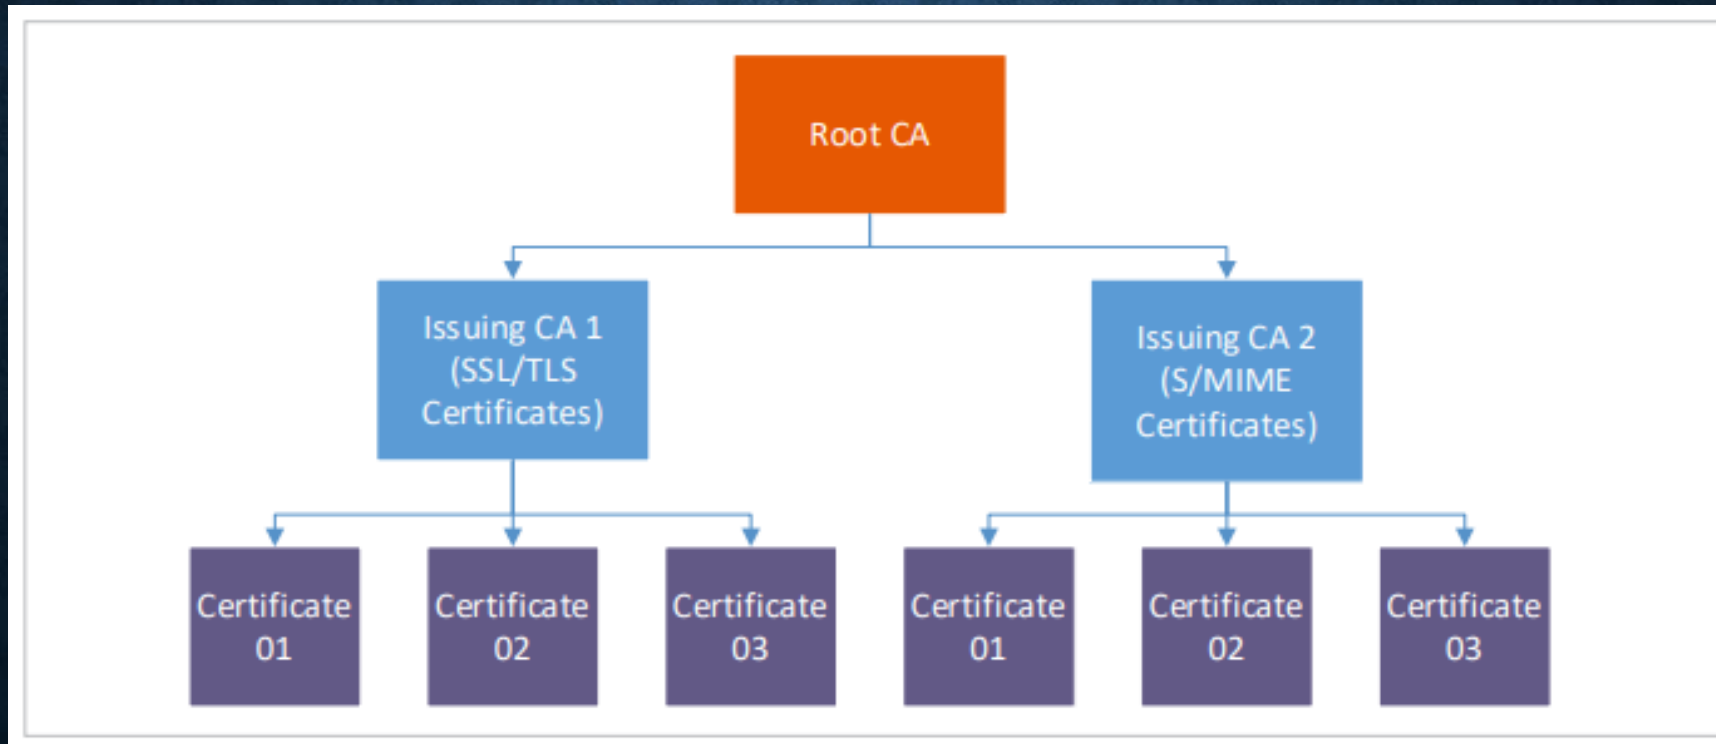 Root CA
Issuing CA 1
(SSL/TLS
Certificates)
Issuing CA 2
(S/MIME
Certificates)
Certificate
01
Certificate
02
Certificate
03
Certificate
01
Certificate
02
Certificate
03